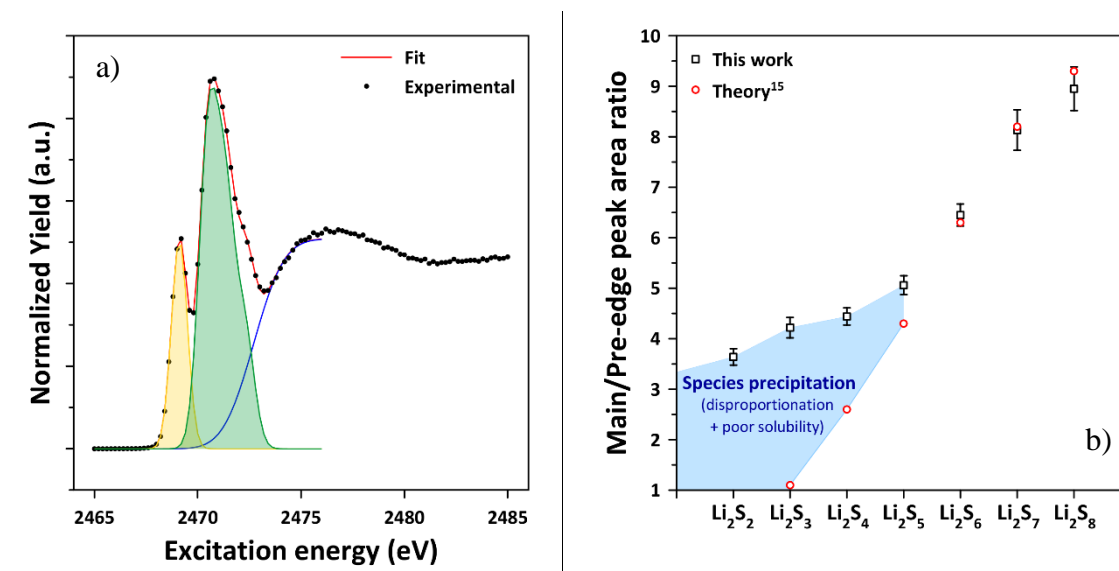 a)
Fit
Experimental
Normalized Yield (a.u.)
2465 2470 2475 2480 2485
Excitation energy (eV)
This work
Theory¹⁵
Main/Pre-edge peak area ratio
10
9
8
7
6
5
4
3
2
1
Species precipitation
(disproportionation
+ poor solubility)
b)
Li₂S₂ Li₂S₃ Li₂S₄ Li₂S₅ Li₂S₆ Li₂S₇ Li₂S₈